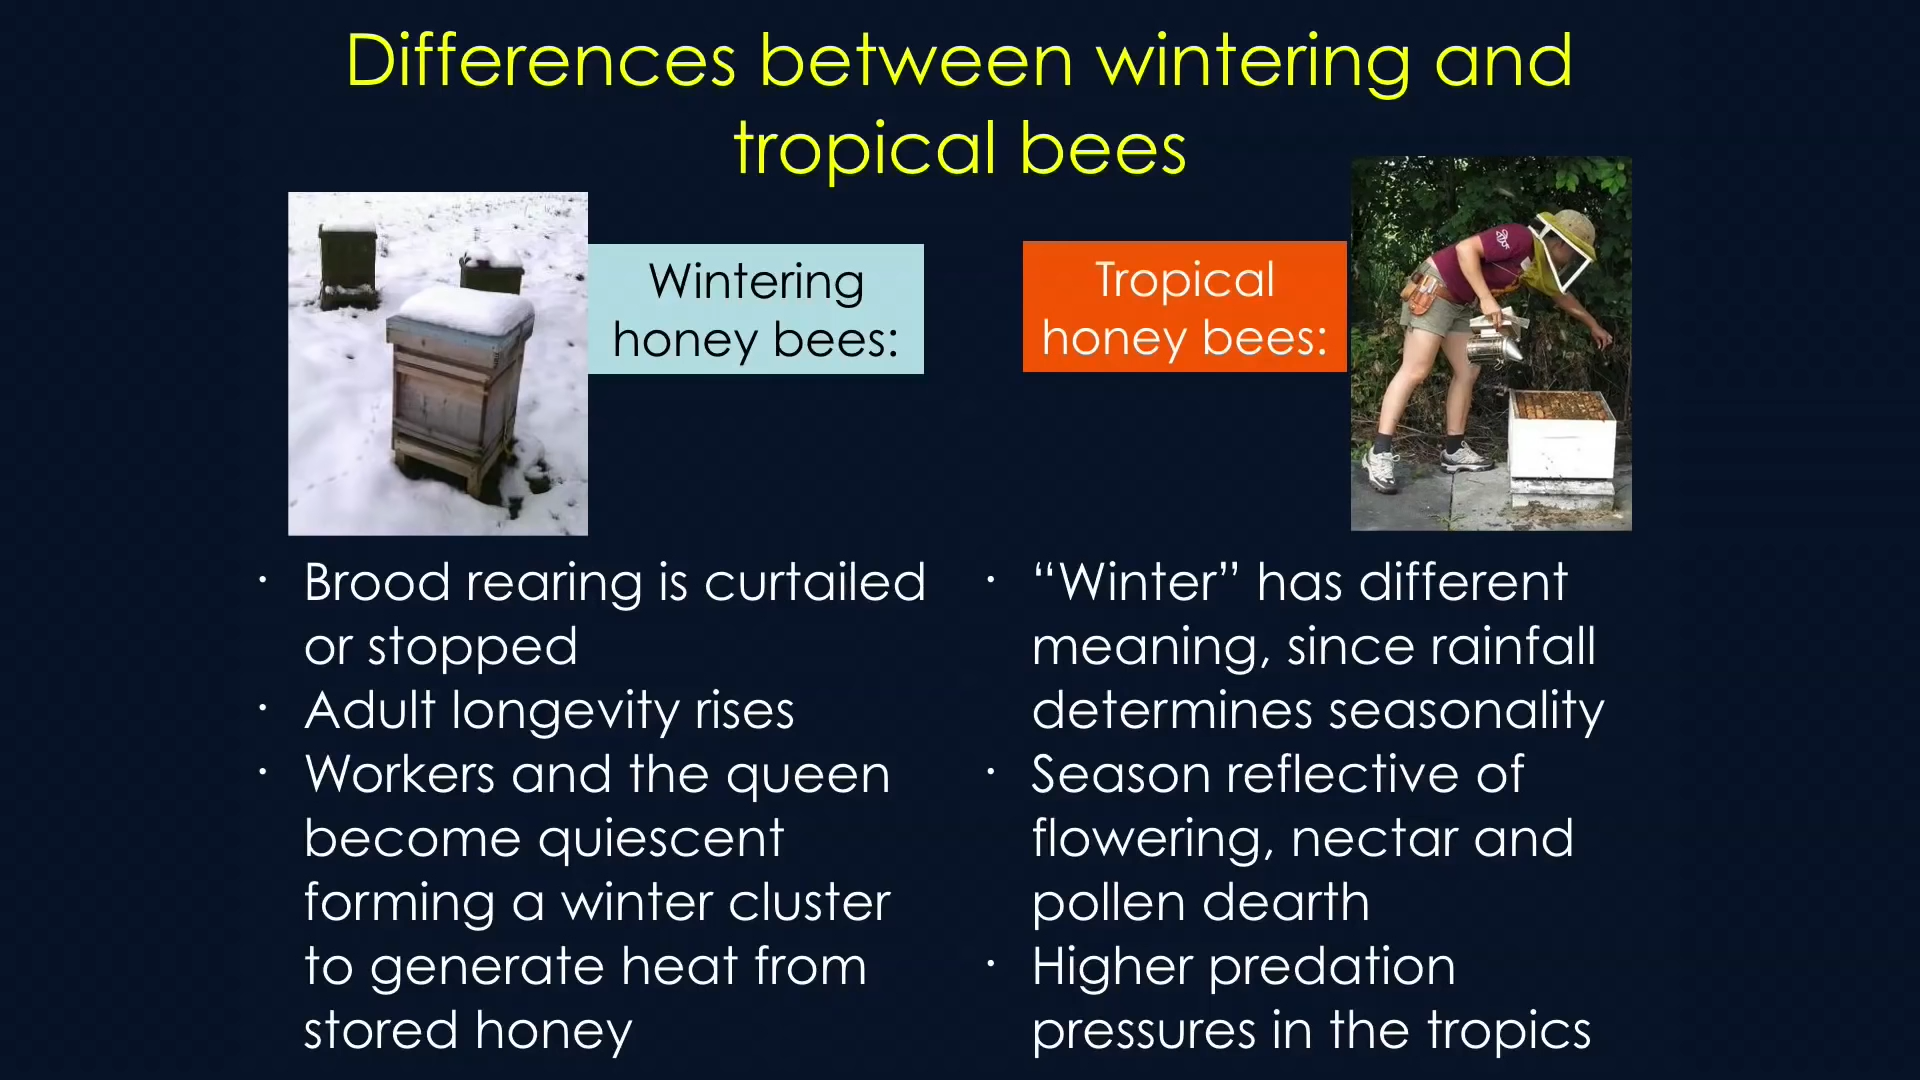 Differences between wintering and
tropical bees
Wintering
honey bees:
Tropical
honey bees:
· Brood rearing is curtailed
or stopped
· Adult longevity rises
· Workers and the queen
become quiescent
forming a winter cluster
to generate heat from
stored honey
· “Winter” has different
meaning, since rainfall
determines seasonality
· Season reflective of
flowering, nectar and
pollen dearth
· Higher predation
pressures in the tropics